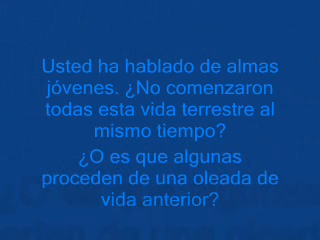 Usted ha hablado de almas
jóvenes. ¿No comenzaron
todas esta vida terrestre al
mismo tiempo?
¿O es que algunas
proceden de una oleada de
vida anterior?